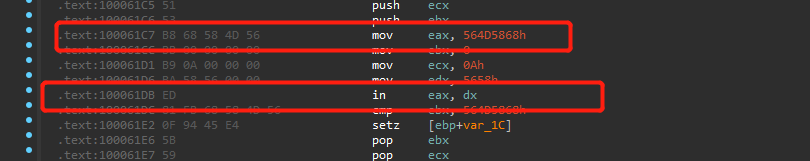 .text:100061C5 51 push ecx
.text:100061C6 53 push ebx
.text:100061C7 B8 68 58 4D 56 mov eax, 564D5868h
.text:100061CC BB 00 00 00 00 mov ebx, 0
.text:100061D1 B9 0A 00 00 00 mov ecx, 0Ah
.text:100061D6 BA 58 56 00 00 mov edx, 5658h
.text:100061DB ED in eax, dx
.text:100061DC 81 FB 68 58 4D 56 cmp ebx, 564D5868h
.text:100061E2 0F 94 45 E4 setz [ebp+var_1C]
.text:100061E6 5B pop ebx
.text:100061E7 59 pop ecx